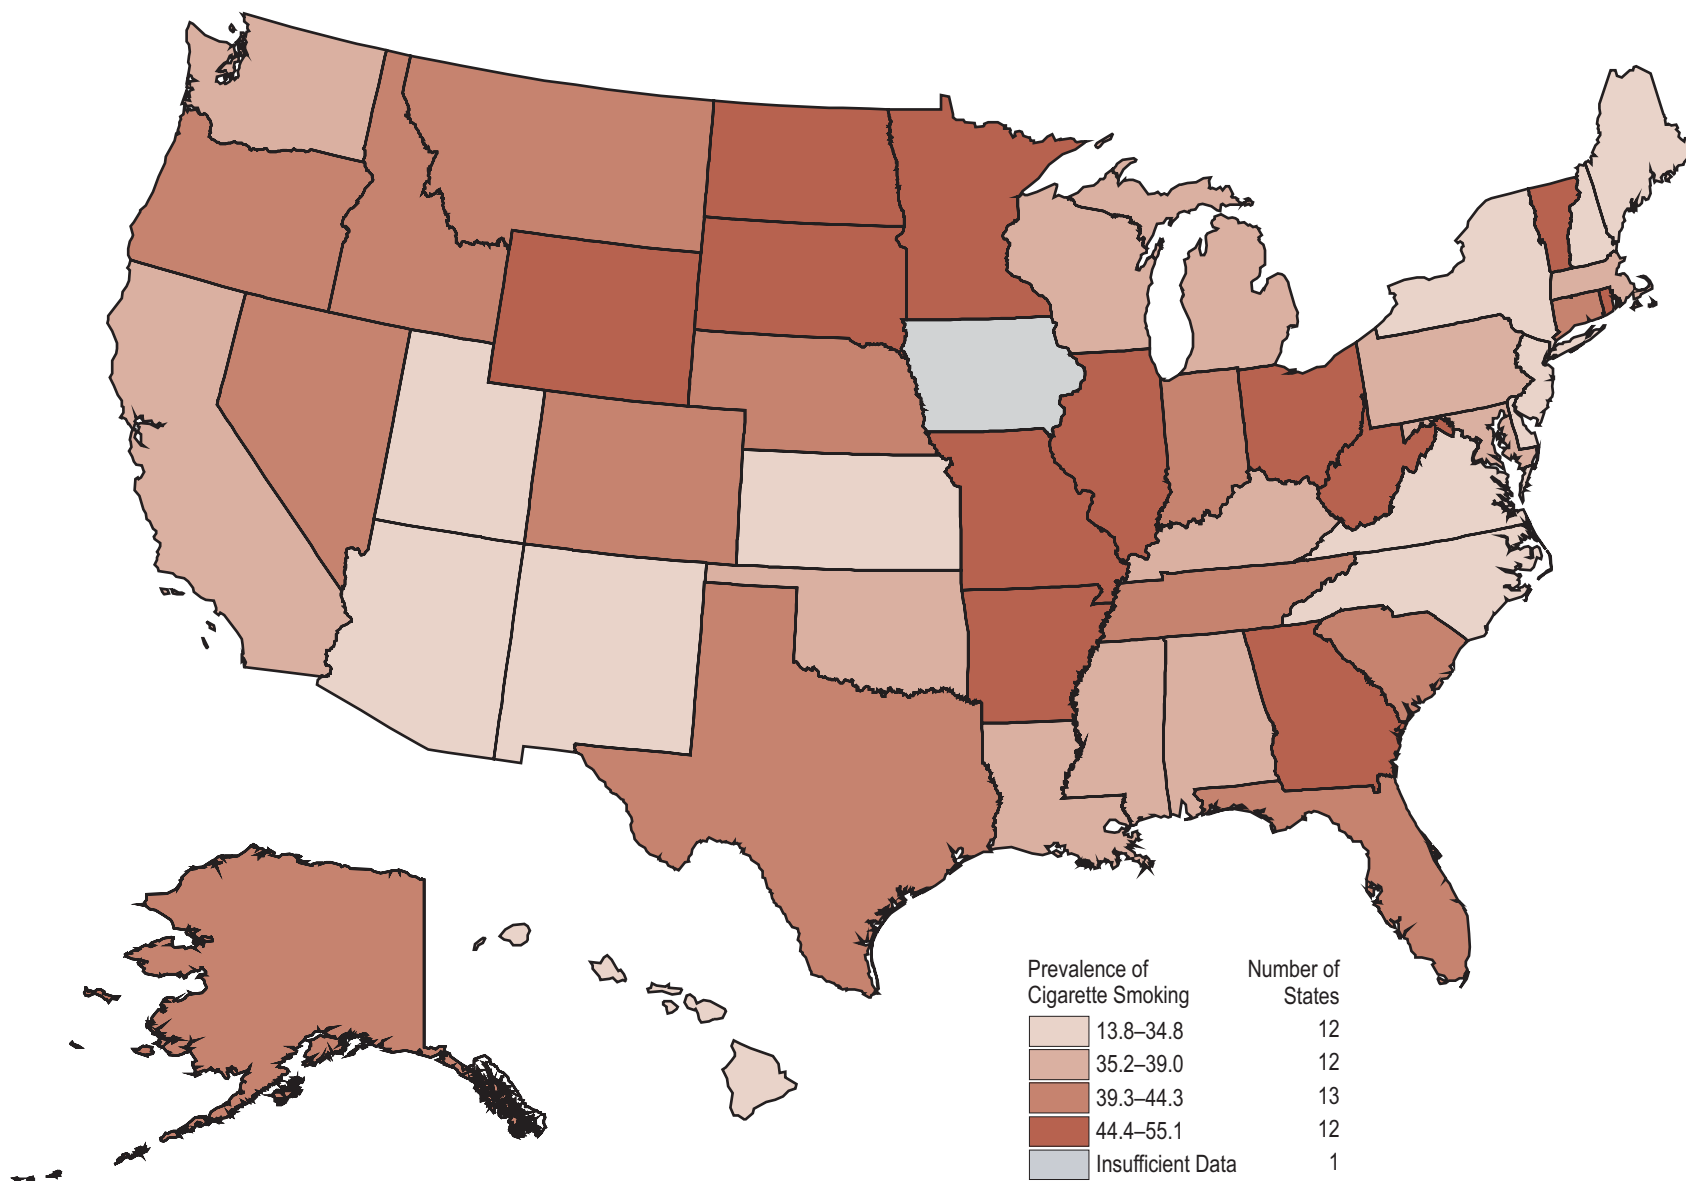 Prevalence of Number of
Cigarette Smoking States
13.8–34.8 12
35.2–39.0 12
39.3–44.3 13
44.4–55.1 12
Insufficient Data 1